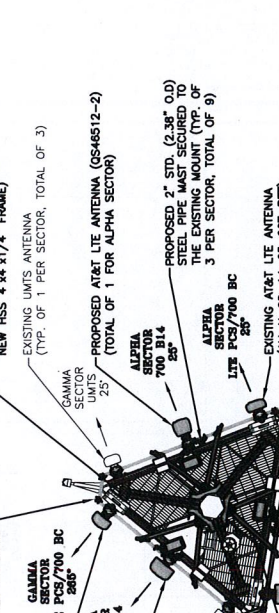 NEW HSS 4"x4"x1/4" FRAME)
EXISTING UMTS ANTENNA
(TYP. OF 1 PER SECTOR, TOTAL OF 3)
GAMMA
SECTOR
UMTS
25°
PROPOSED AT&T LTE ANTENNA (QS46512-2)
(TOTAL OF 1 FOR ALPHA SECTOR)
ALPHA
SECTOR
700 B14
25°
PROPOSED 2" STD. (2.38" O.D)
STEEL PIPE MAST SECURED TO
THE EXISTING MOUNT (TYP. OF
3 PER SECTOR, TOTAL OF 9)
ALPHA
SECTOR
LTE PCS/700 BC
25°
EXISTING AT&T LTE ANTENNA
GAMMA
SECTOR
PCS/700 BC
265°